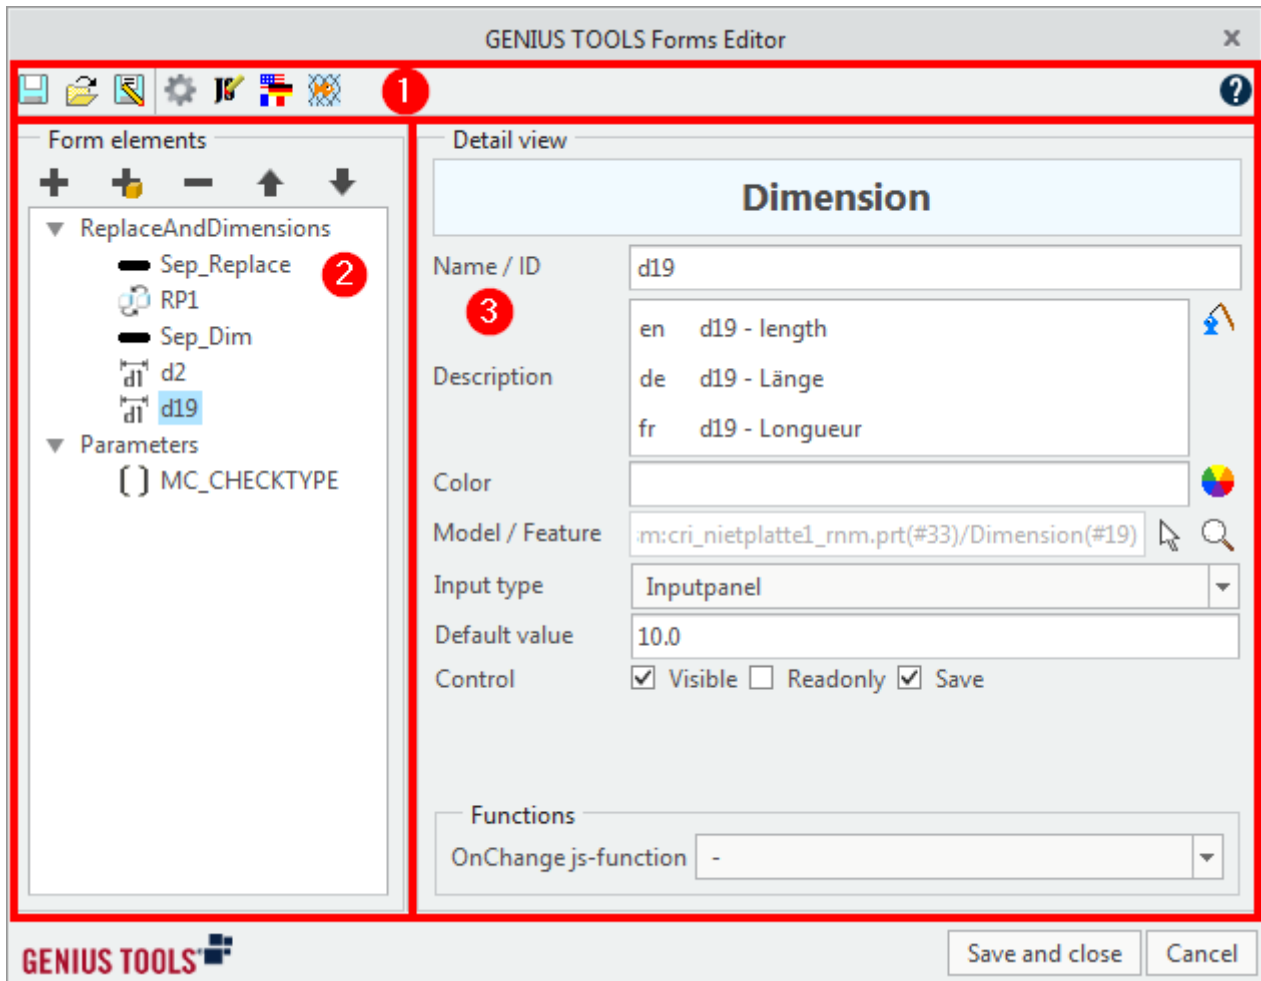 GENIUS TOOLS Forms Editor
1
Form elements
ReplaceAndDimensions
Sep_Replace
2
RP1
Sep_Dim
d1 d2
d1 d19
Parameters
MC_CHECKTYPE
Detail view
Dimension
Name / ID d19
3
Description
en d19 - length
de d19 - Länge
fr d19 - Longueur
Color
Model / Feature :m:cri_nietplatte1_rnm.prt(#33)/Dimension(#19)
Input type Inputpanel
Default value 10.0
Control Visible Readonly Save
Functions
OnChange js-function -
GENIUS TOOLS
Save and close Cancel